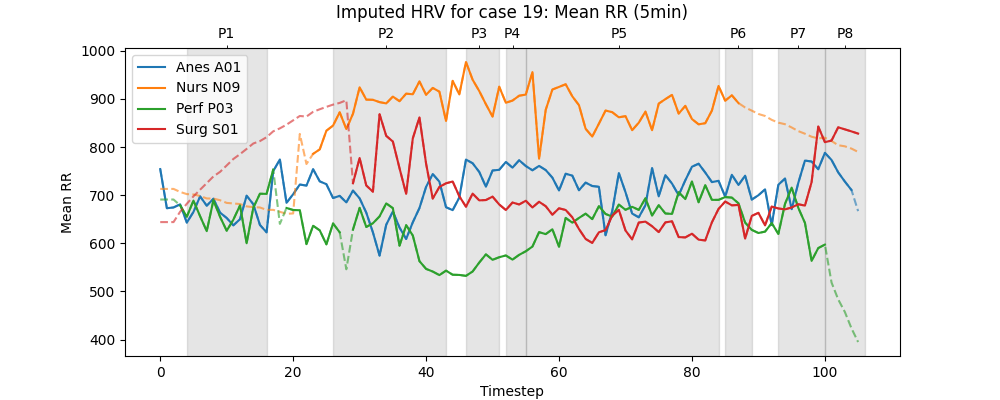 Imputed HRV for case 19: Mean RR (5min)
P1 P2 P3 P4 P5 P6 P7 P8
Anes A01
Nurs N09
Perf P03
Surg S01
Mean RR
1000
900
800
700
600
500
400
0 20 40 60 80 100
Timestep